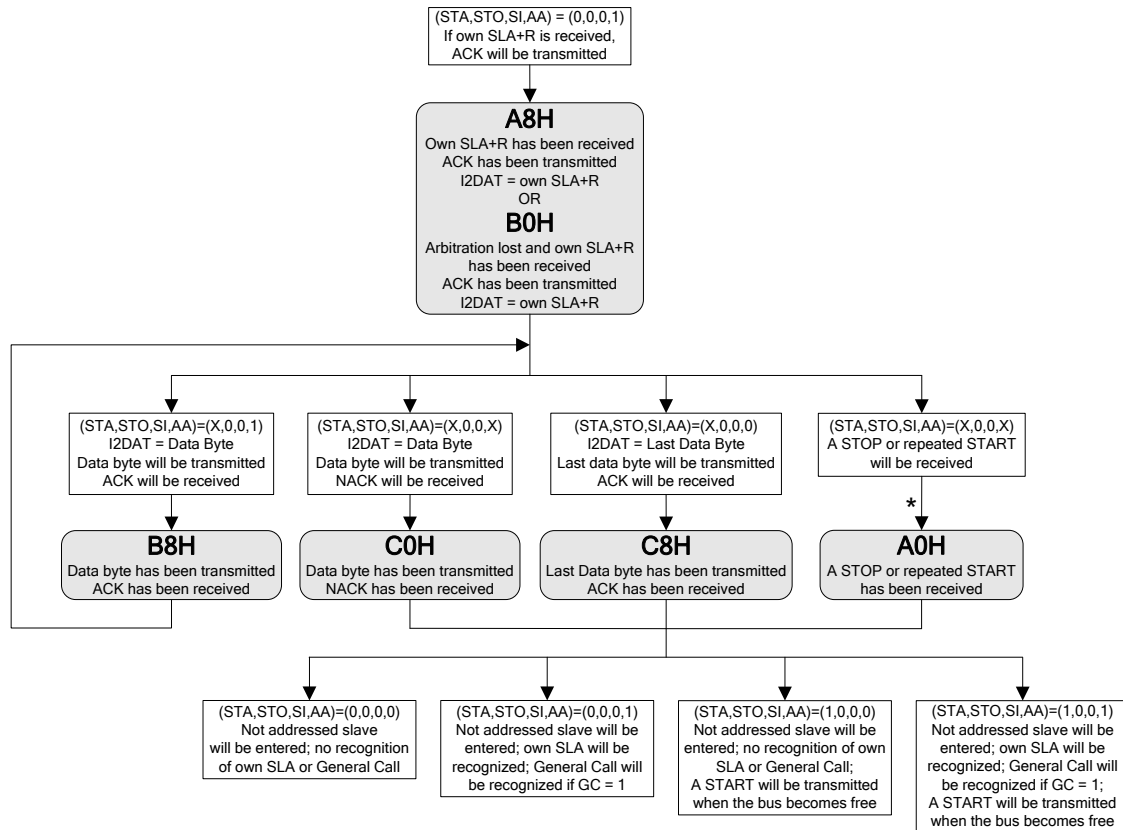 (STA,STO,SI,AA) = (0,0,0,1)
If own SLA+R is received,
ACK will be transmitted
A8H
Own SLA+R has been received
ACK has been transmitted
I2DAT = own SLA+R
OR
B0H
Arbitration lost and own SLA+R
has been received
ACK has been transmitted
I2DAT = own SLA+R
(STA,STO,SI,AA)=(X,0,0,1)
I2DAT = Data Byte
Data byte will be transmitted
ACK will be received
(STA,STO,SI,AA)=(X,0,0,X)
I2DAT = Data Byte
Data byte will be transmitted
NACK will be received
(STA,STO,SI,AA)=(X,0,0,0)
I2DAT = Last Data Byte
Last data byte will be transmitted
ACK will be received
(STA,STO,SI,AA)=(X,0,0,X)
A STOP or repeated START
will be received
*
B8H
Data byte has been transmitted
ACK has been received
C0H
Data byte has been transmitted
NACK has been received
C8H
Last Data byte has been transmitted
ACK has been received
A0H
A STOP or repeated START
has been received
(STA,STO,SI,AA)=(0,0,0,0)
Not addressed slave
will be entered; no recognition
of own SLA or General Call
(STA,STO,SI,AA)=(0,0,0,1)
Not addressed slave will be
entered; own SLA will be
recognized; General Call will
be recognized if GC = 1
(STA,STO,SI,AA)=(1,0,0,0)
Not addressed slave will be
entered; no recognition of own
SLA or General Call;
A START will be transmitted
when the bus becomes free
(STA,STO,SI,AA)=(1,0,0,1)
Not addressed slave will be
entered; own SLA will be
recognized; General Call will
be recognized if GC = 1;
A START will be transmitted
when the bus becomes free